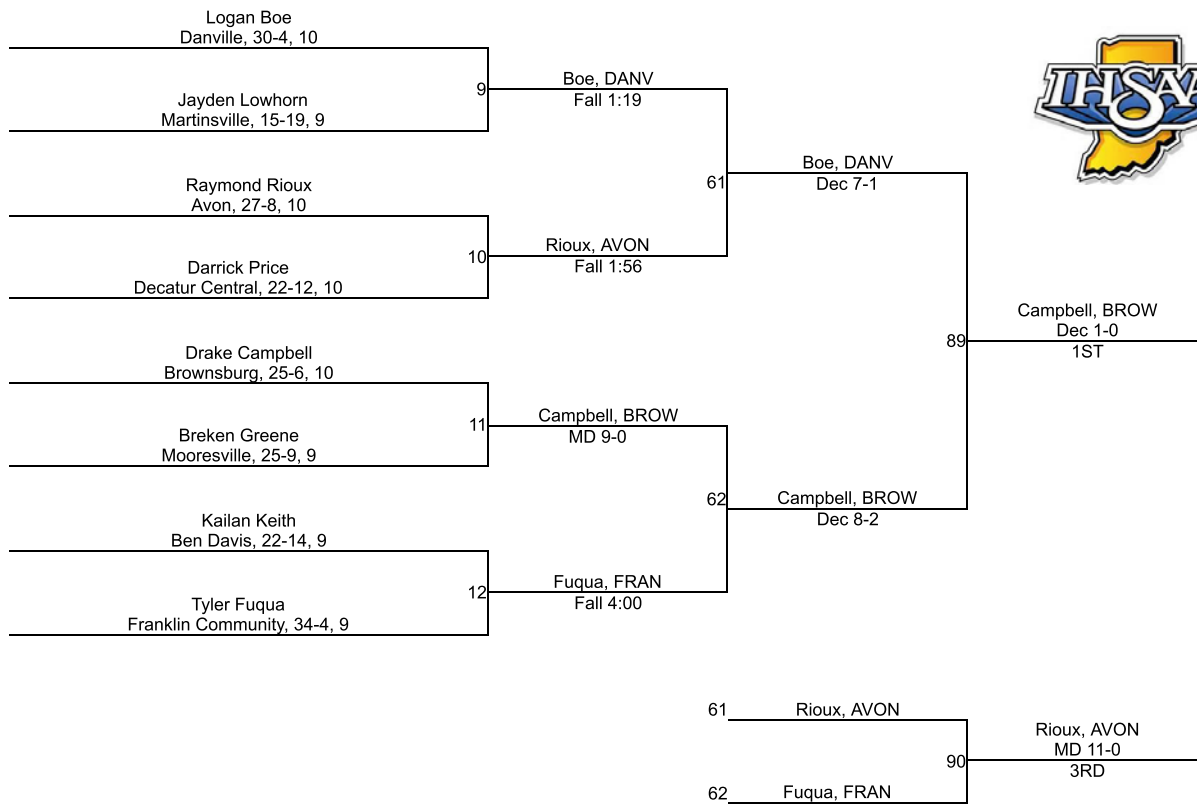 Logan Boe
Danville, 30-4, 10
Jayden Lowhorn
Martinsville, 15-19, 9
Raymond Rioux
Avon, 27-8, 10
Darrick Price
Decatur Central, 22-12, 10
Drake Campbell
Brownsburg, 25-6, 10
Breken Greene
Mooresville, 25-9, 9
Kailan Keith
Ben Davis, 22-14, 9
Tyler Fuqua
Franklin Community, 34-4, 9
9
Boe, DANV
Fall 1:19
10
Rioux, AVON
Fall 1:56
11
Campbell, BROW
MD 9-0
12
Fuqua, FRAN
Fall 4:00
61
Boe, DANV
Dec 7-1
62
Campbell, BROW
Dec 8-2
89
Campbell, BROW
Dec 1-0
1ST
IHSAA
61
Rioux, AVON
62
Fuqua, FRAN
90
Rioux, AVON
MD 11-0
3RD